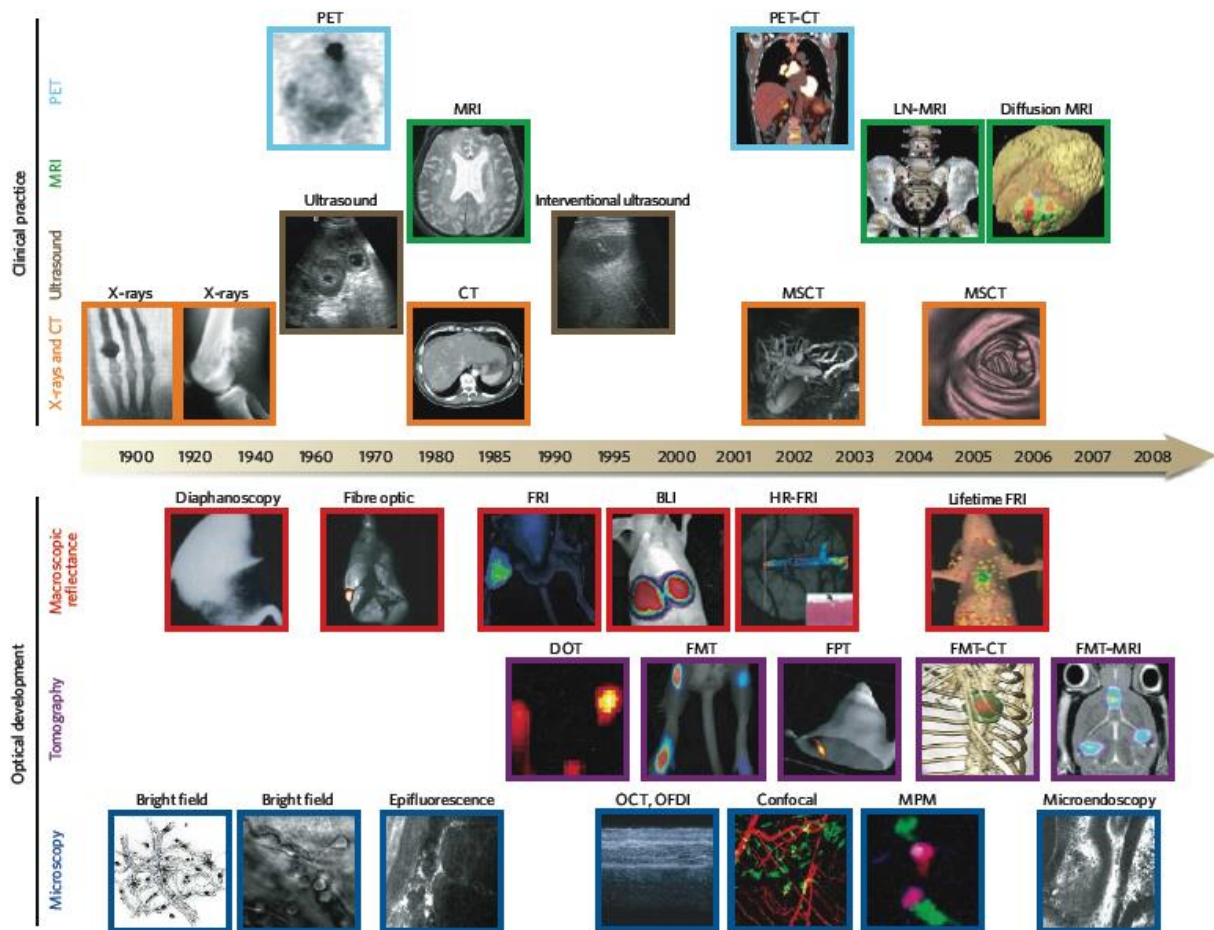 PET
PET–CT
PET
MRI
LN-MRI
Diffusion MRI
MRI
Ultrasound
Interventional ultrasound
Clinical practice
Ultrasound
X-rays
X-rays
CT
MSCT
MSCT
X-rays and CT
1900 1920 1940 1960 1970 1980 1985 1990 1995 2000 2001 2002 2003 2004 2005 2006 2007 2008
Diaphanoscopy
Fibre optic
FRI
BLI
HR-FRI
Lifetime FRI
Macroscopic
reflectance
DOT
FMT
FPT
FMT–CT
FMT–MRI
Tomography
Optical development
Bright field
Bright field
Epifluorescence
OCT, OFDI
Confocal
MPM
Microendoscopy
Microscopy